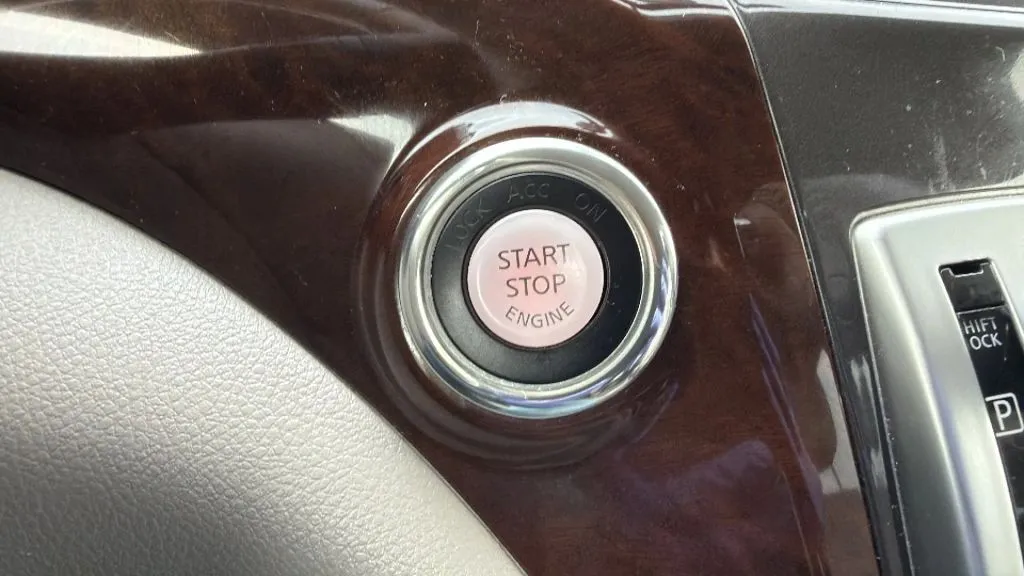 LOCK Acc ON
START
STOP
ENGINE
HIFT
OCK
P